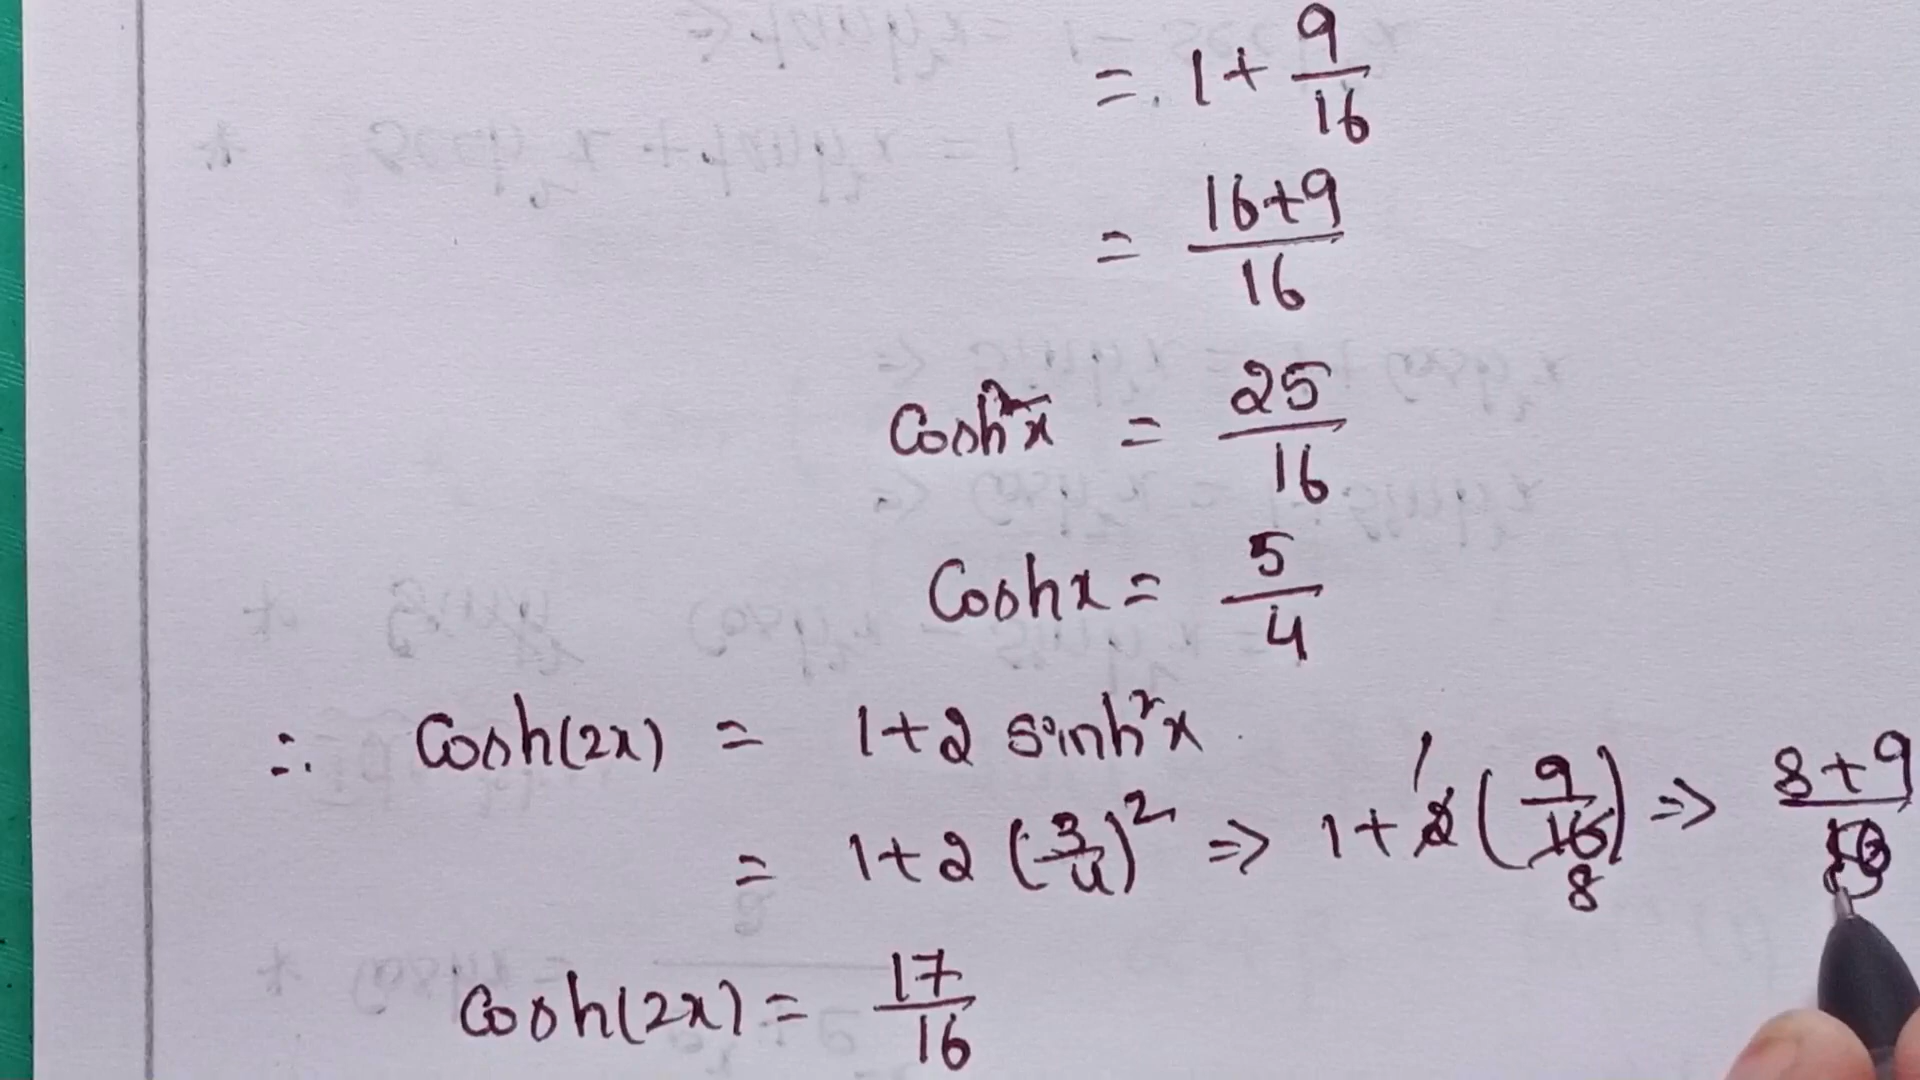 = 1 + 9/16
= 16+9/16
Cosh²x = 25/16
Coshx = 5/4
∴ Cosh(2x) = 1+2 sinh²x
= 1+2 (3/4)² => 1+2 (9/16) => 8+9
1
8
Cosh(2x) = 17/16